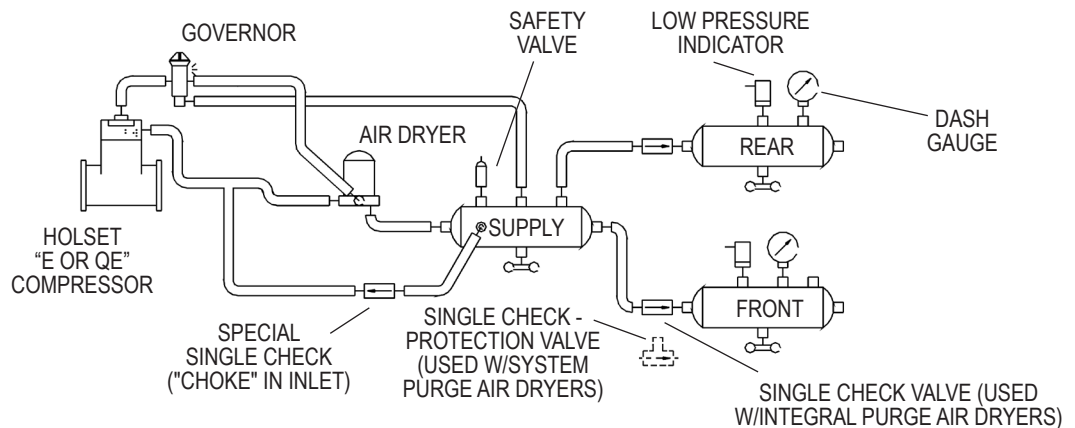 GOVERNOR
SAFETY
VALVE
LOW PRESSURE
INDICATOR
AIR DRYER
DASH
GAUGE
REAR
SUPPLY
HOLSET
“E OR QE”
COMPRESSOR
FRONT
SPECIAL
SINGLE CHECK
("CHOKE" IN INLET)
SINGLE CHECK -
PROTECTION VALVE
(USED W/SYSTEM
PURGE AIR DRYERS)
SINGLE CHECK VALVE (USED
W/INTEGRAL PURGE AIR DRYERS)